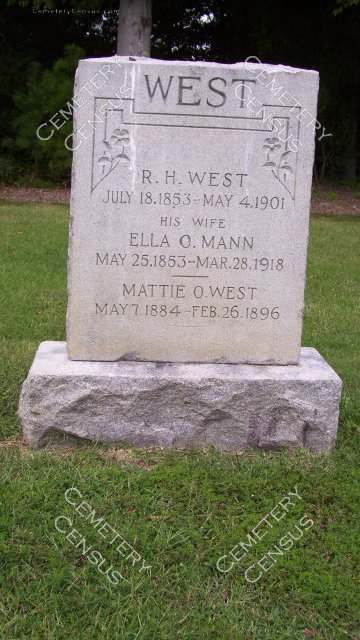 CemeteryCensus.com
CEMETERY
CENSUS
CEMETERY
CENSUS
WEST
R. H. WEST
JULY 18.1853-MAY 4.1901
HIS WIFE
ELLA O. MANN
MAY 25.1853-MAR.28.1918
MATTIE O. WEST
MAY 7. 1884-FEB.26.1896
CEMETERY
CENSUS
CEMETERY
CENSUS